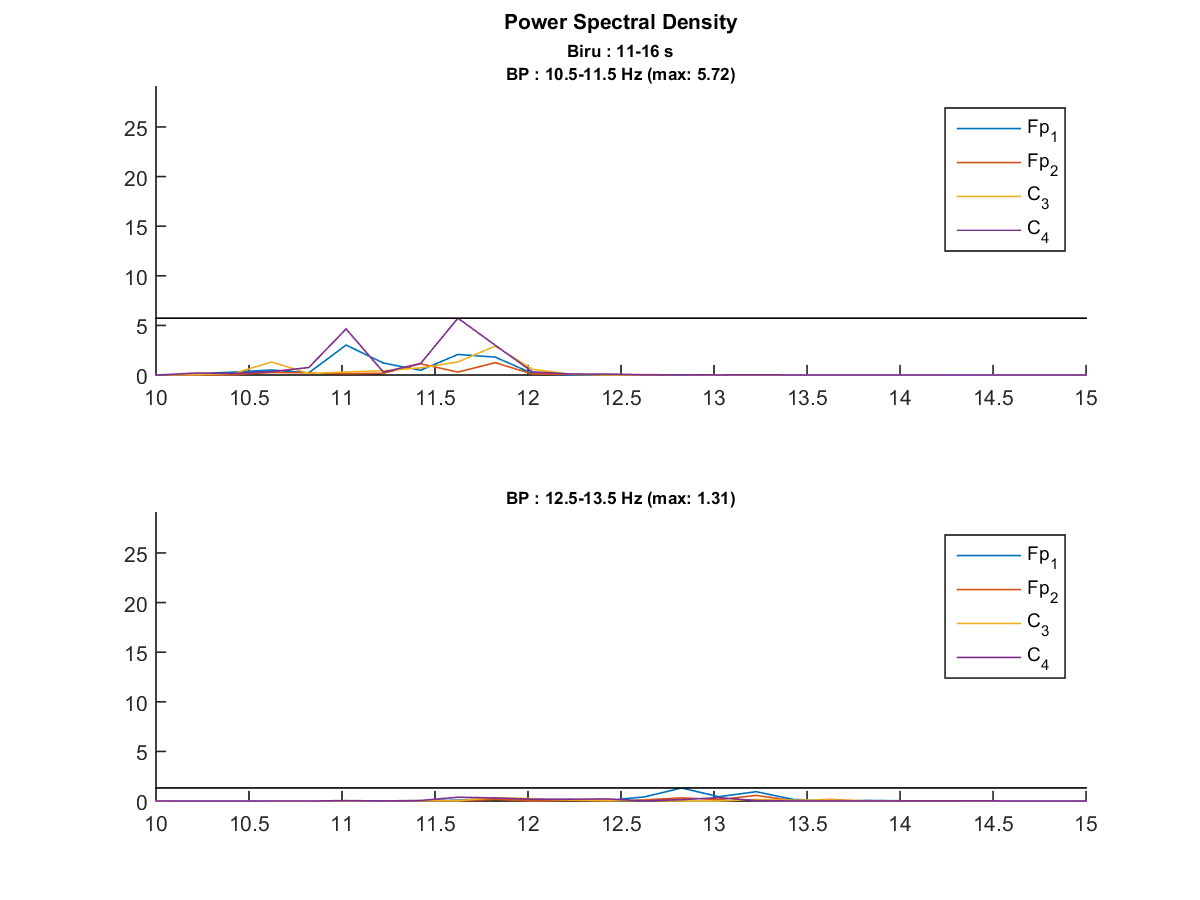 Power Spectral Density
Biru : 11-16 s
BP : 10.5-11.5 Hz (max: 5.72)
25
20
15
10
5
0
10 10.5 11 11.5 12 12.5 13 13.5 14 14.5 15
Fp1
Fp2
C3
C4
BP : 12.5-13.5 Hz (max: 1.31)
25
20
15
10
5
0
10 10.5 11 11.5 12 12.5 13 13.5 14 14.5 15
Fp1
Fp2
C3
C4